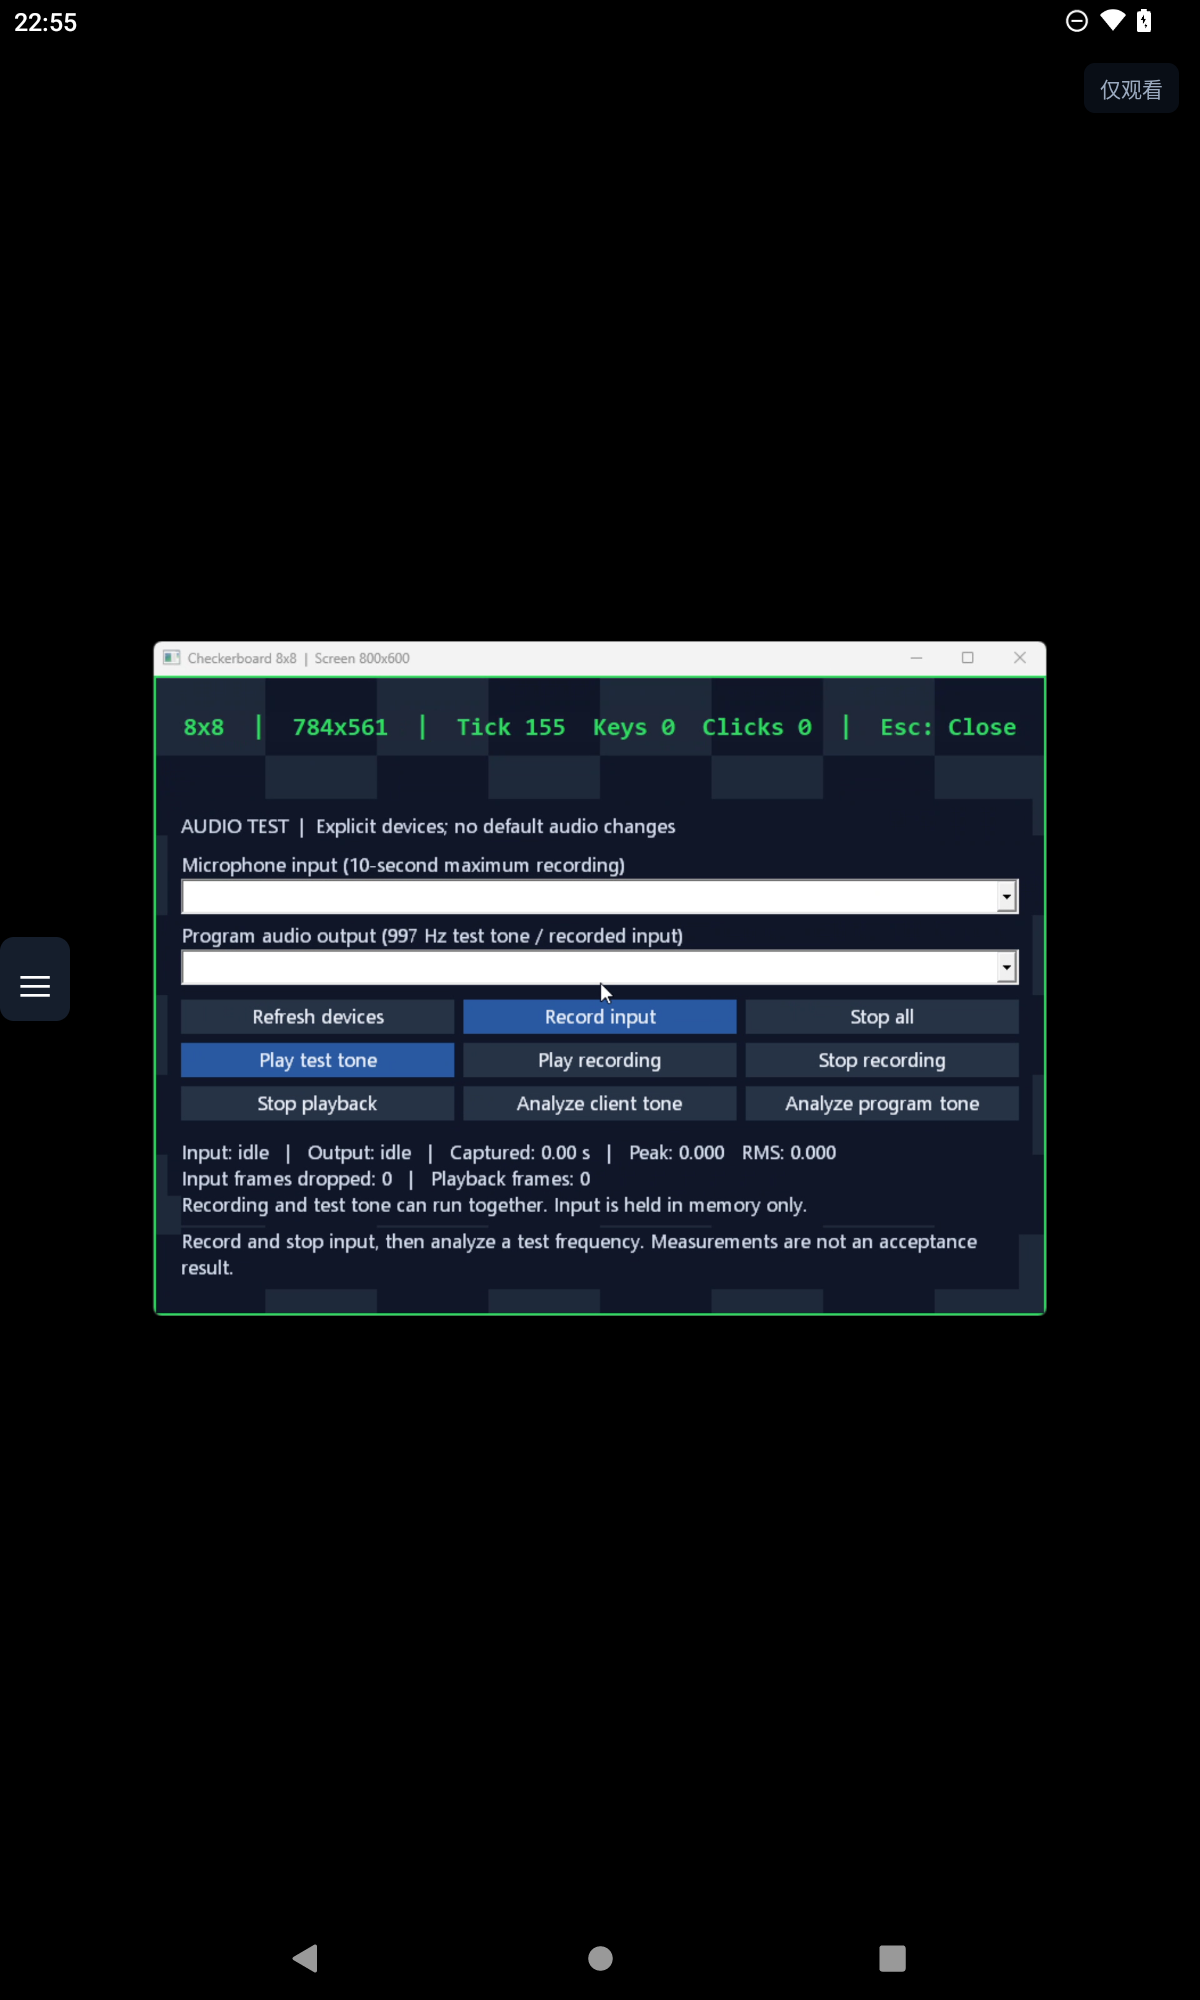 22:55
仅观看
Checkerboard 8x8 | Screen 800x600
8x8 | 784x561 | Tick 155 Keys 0 Clicks 0 | Esc: Close
AUDIO TEST | Explicit devices; no default audio changes
Microphone input (10-second maximum recording)
Program audio output (997 Hz test tone / recorded input)
Refresh devices Record input Stop all
Play test tone Play recording Stop recording
Stop playback Analyze client tone Analyze program tone
Input: idle | Output: idle | Captured: 0.00 s | Peak: 0.000 RMS: 0.000
Input frames dropped: 0 | Playback frames: 0
Recording and test tone can run together. Input is held in memory only.
Record and stop input, then analyze a test frequency. Measurements are not an acceptance
result.